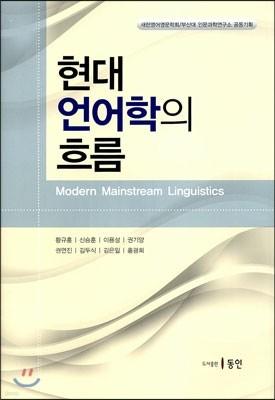 새한영어영문학회/부산대 인문과학연구소 공동기획
현대
언어학의
흐름
Modern Mainstream Linguistics
황규홍 | 신승훈 | 이용성 | 권기양
권연진 | 김두식 | 김은일 | 홍광희
도서출판 동인
YES24